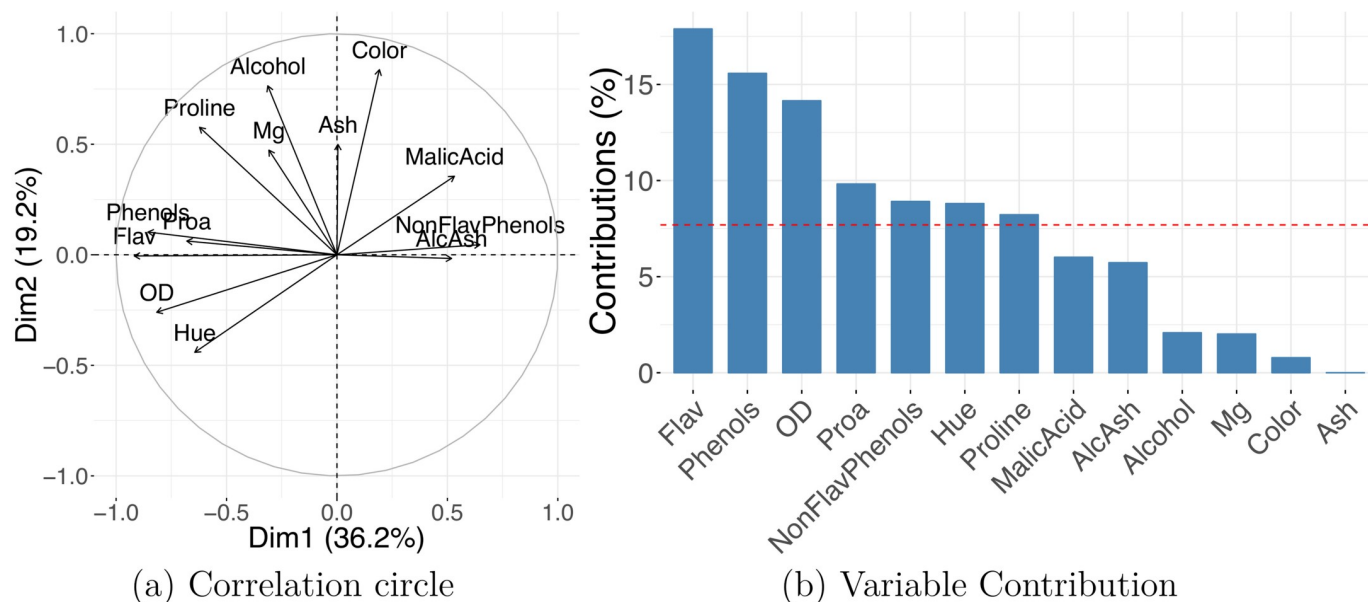 1.0
0.5
0.0
−0.5
−1.0
Dim2 (19.2%)
Color
Alcohol
Proline
Mg
Ash
MalicAcid
Phenols
Proa
NonFlavPhenols
Flav
AlcAsh
OD
Hue
−1.0
−0.5
0.0
0.5
1.0
Dim1 (36.2%)
(a) Correlation circle
Contributions (%)
15
10
5
0
Flav
Phenols
OD
Proa
NonFlavPhenols
Hue
Proline
MalicAcid
AlcAsh
Alcohol
Mg
Color
Ash
(b) Variable Contribution